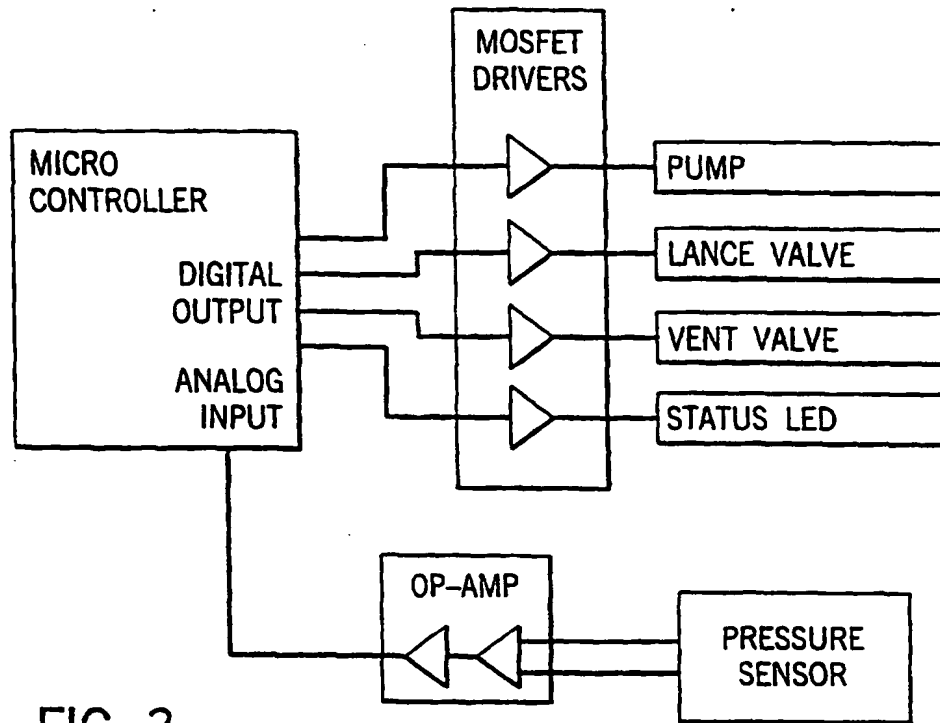 MOSFET
DRIVERS
MICRO
CONTROLLER
DIGITAL
OUTPUT
ANALOG
INPUT
PUMP
LANCE VALVE
VENT VALVE
STATUS LED
OP-AMP
PRESSURE
SENSOR